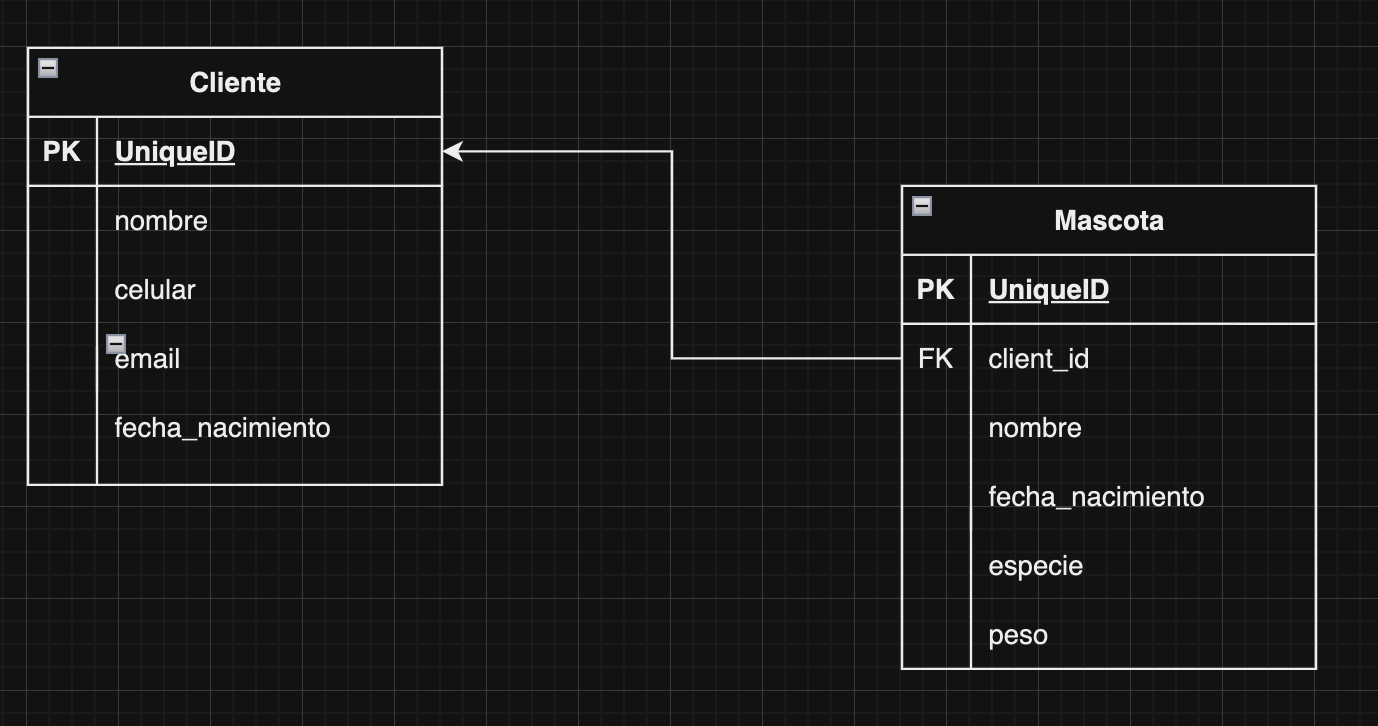 Cliente
PK UniqueID
nombre
celular
email
fecha_nacimiento
Mascota
PK UniqueID
FK client_id
nombre
fecha_nacimiento
especie
peso